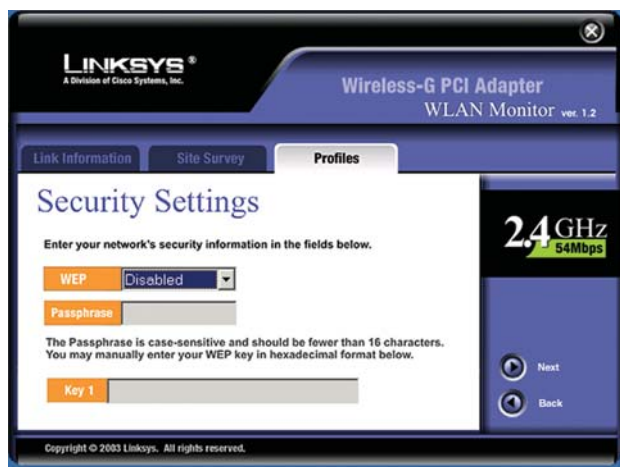 LINKSYS®
A Division of Cisco Systems, Inc.
Wireless-G PCI Adapter
WLAN Monitor ver. 1.2
Link Information
Site Survey
Profiles
Security Settings
Enter your network's security information in the fields below.
WEP Disabled
Passphrase
The Passphrase is case-sensitive and should be fewer than 16 characters.
You may manually enter your WEP key in hexadecimal format below.
Key 1
2.4 GHz
54Mbps
Next
Back
Copyright © 2003 Linksys. All rights reserved.